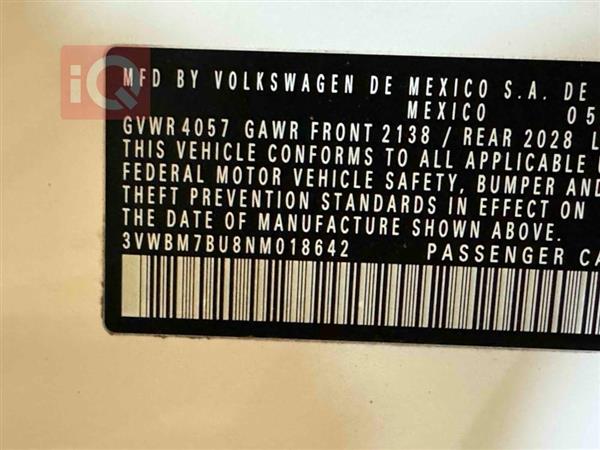 iQ
MFD BY VOLKSWAGEN DE MEXICO S.A. DE
MEXICO 05
GVWR 4057 GAWR FRONT 2138 / REAR 2028 L
THIS VEHICLE CONFORMS TO ALL APPLICABLE
FEDERAL MOTOR VEHICLE SAFETY, BUMPER AND
THEFT PREVENTION STANDARDS IN EFFECT ON
THE DATE OF MANUFACTURE SHOWN ABOVE.
3VWBM7BU8NM018642 PASSENGER CA